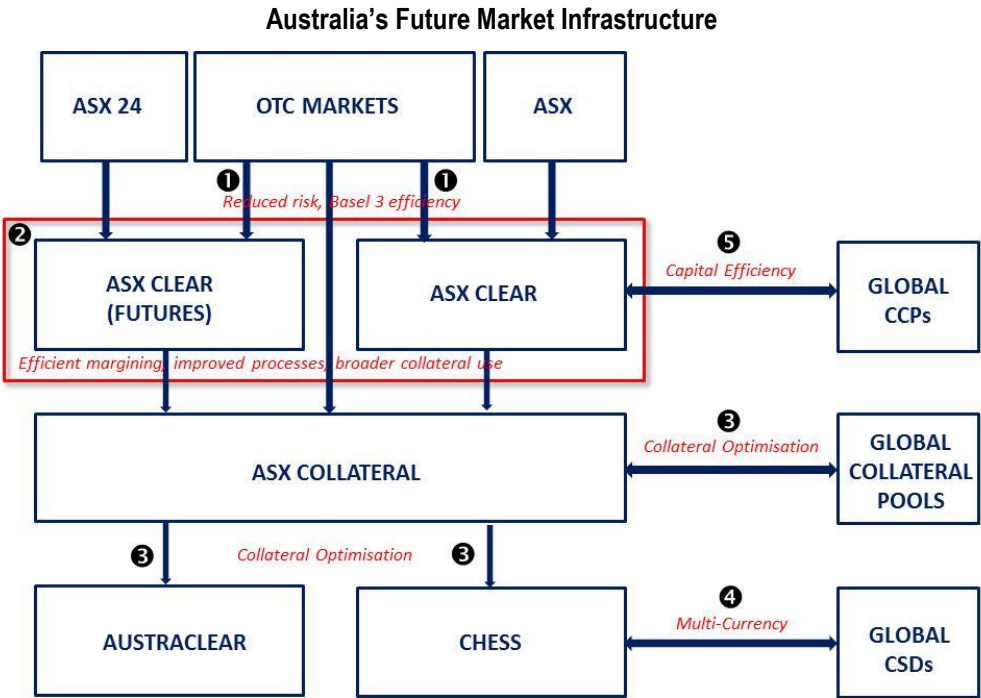 Australia’s Future Market Infrastructure
ASX 24
OTC MARKETS
ASX
❶
❶
Reduced risk, Basel 3 efficiency
❷
ASX CLEAR
(FUTURES)
ASX CLEAR
❺
Capital Efficiency
GLOBAL
CCPs
Efficient margining, improved processes, broader collateral use
ASX COLLATERAL
❸
Collateral Optimisation
GLOBAL
COLLATERAL
POOLS
❸
Collateral Optimisation
❸
AUSTRACLEAR
CHESS
❹
Multi-Currency
GLOBAL
CSDs